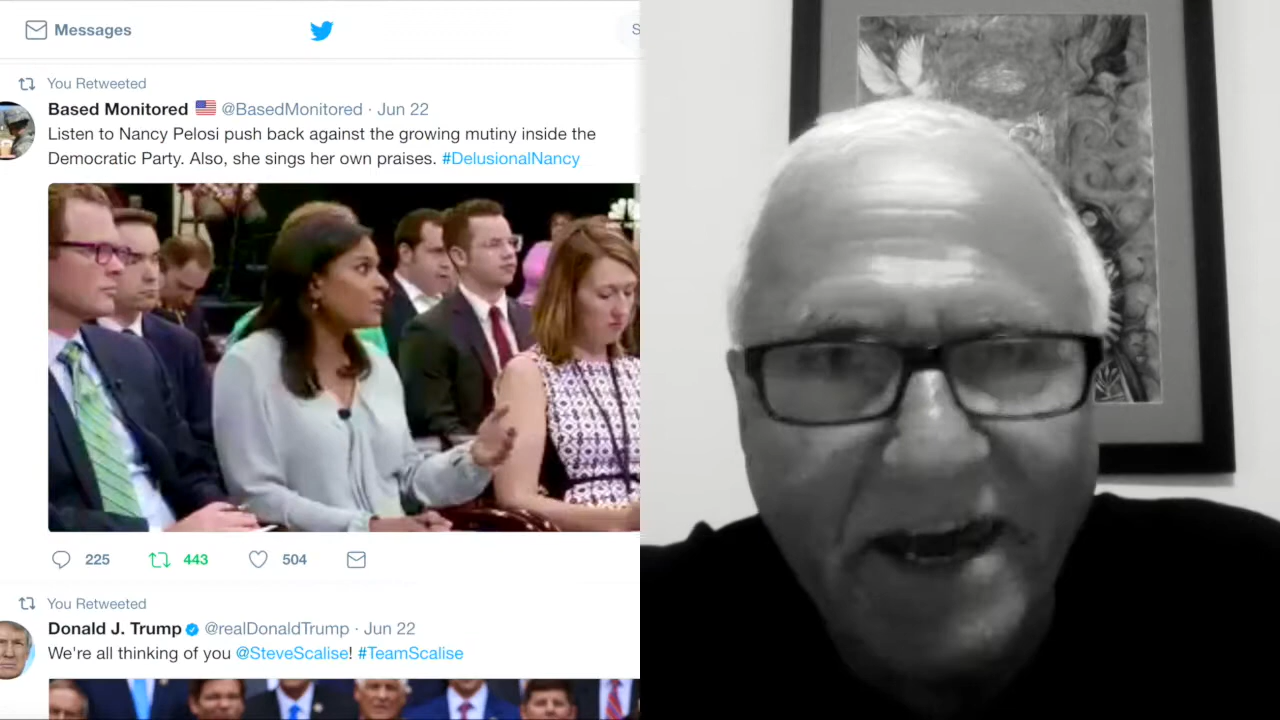 Messages
S
You Retweeted
Based Monitored 🇺🇸 @BasedMonitored · Jun 22
Listen to Nancy Pelosi push back against the growing mutiny inside the
Democratic Party. Also, she sings her own praises. #DelusionalNancy
225 443 504
You Retweeted
Donald J. Trump @realDonaldTrump · Jun 22
We're all thinking of you @SteveScalise! #TeamScalise